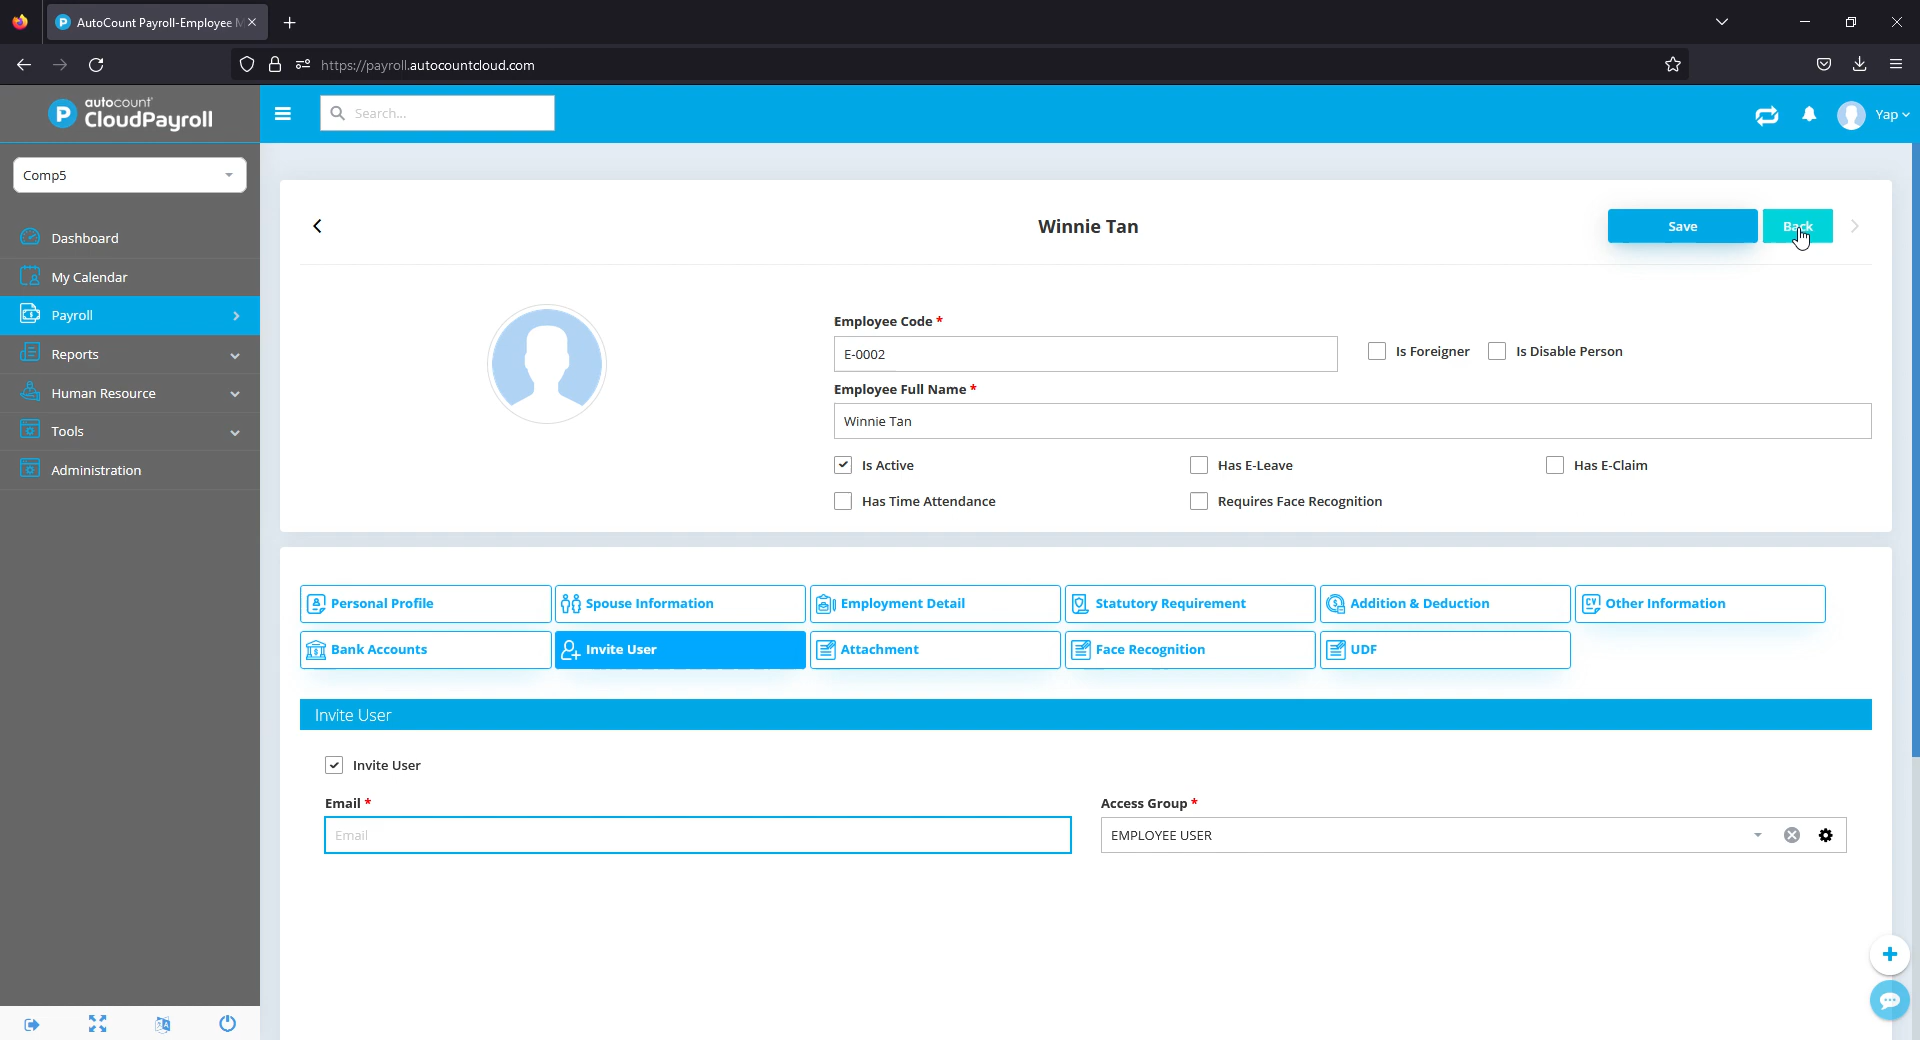 AutoCount Payroll-Employee M
https://payroll.autocountcloud.com
autocount
CloudPayroll
Search...
Yap
Comp5
Dashboard
My Calendar
Payroll
Reports
Human Resource
Tools
Administration
Winnie Tan
Save
Back
Employee Code *
E-0002
Is Foreigner
Is Disable Person
Employee Full Name *
Winnie Tan
Is Active
Has E-Leave
Has E-Claim
Has Time Attendance
Requires Face Recognition
Personal Profile
Spouse Information
Employment Detail
Statutory Requirement
Addition & Deduction
Other Information
Bank Accounts
Invite User
Attachment
Face Recognition
UDF
Invite User
Invite User
Email *
Email
Access Group *
EMPLOYEE USER